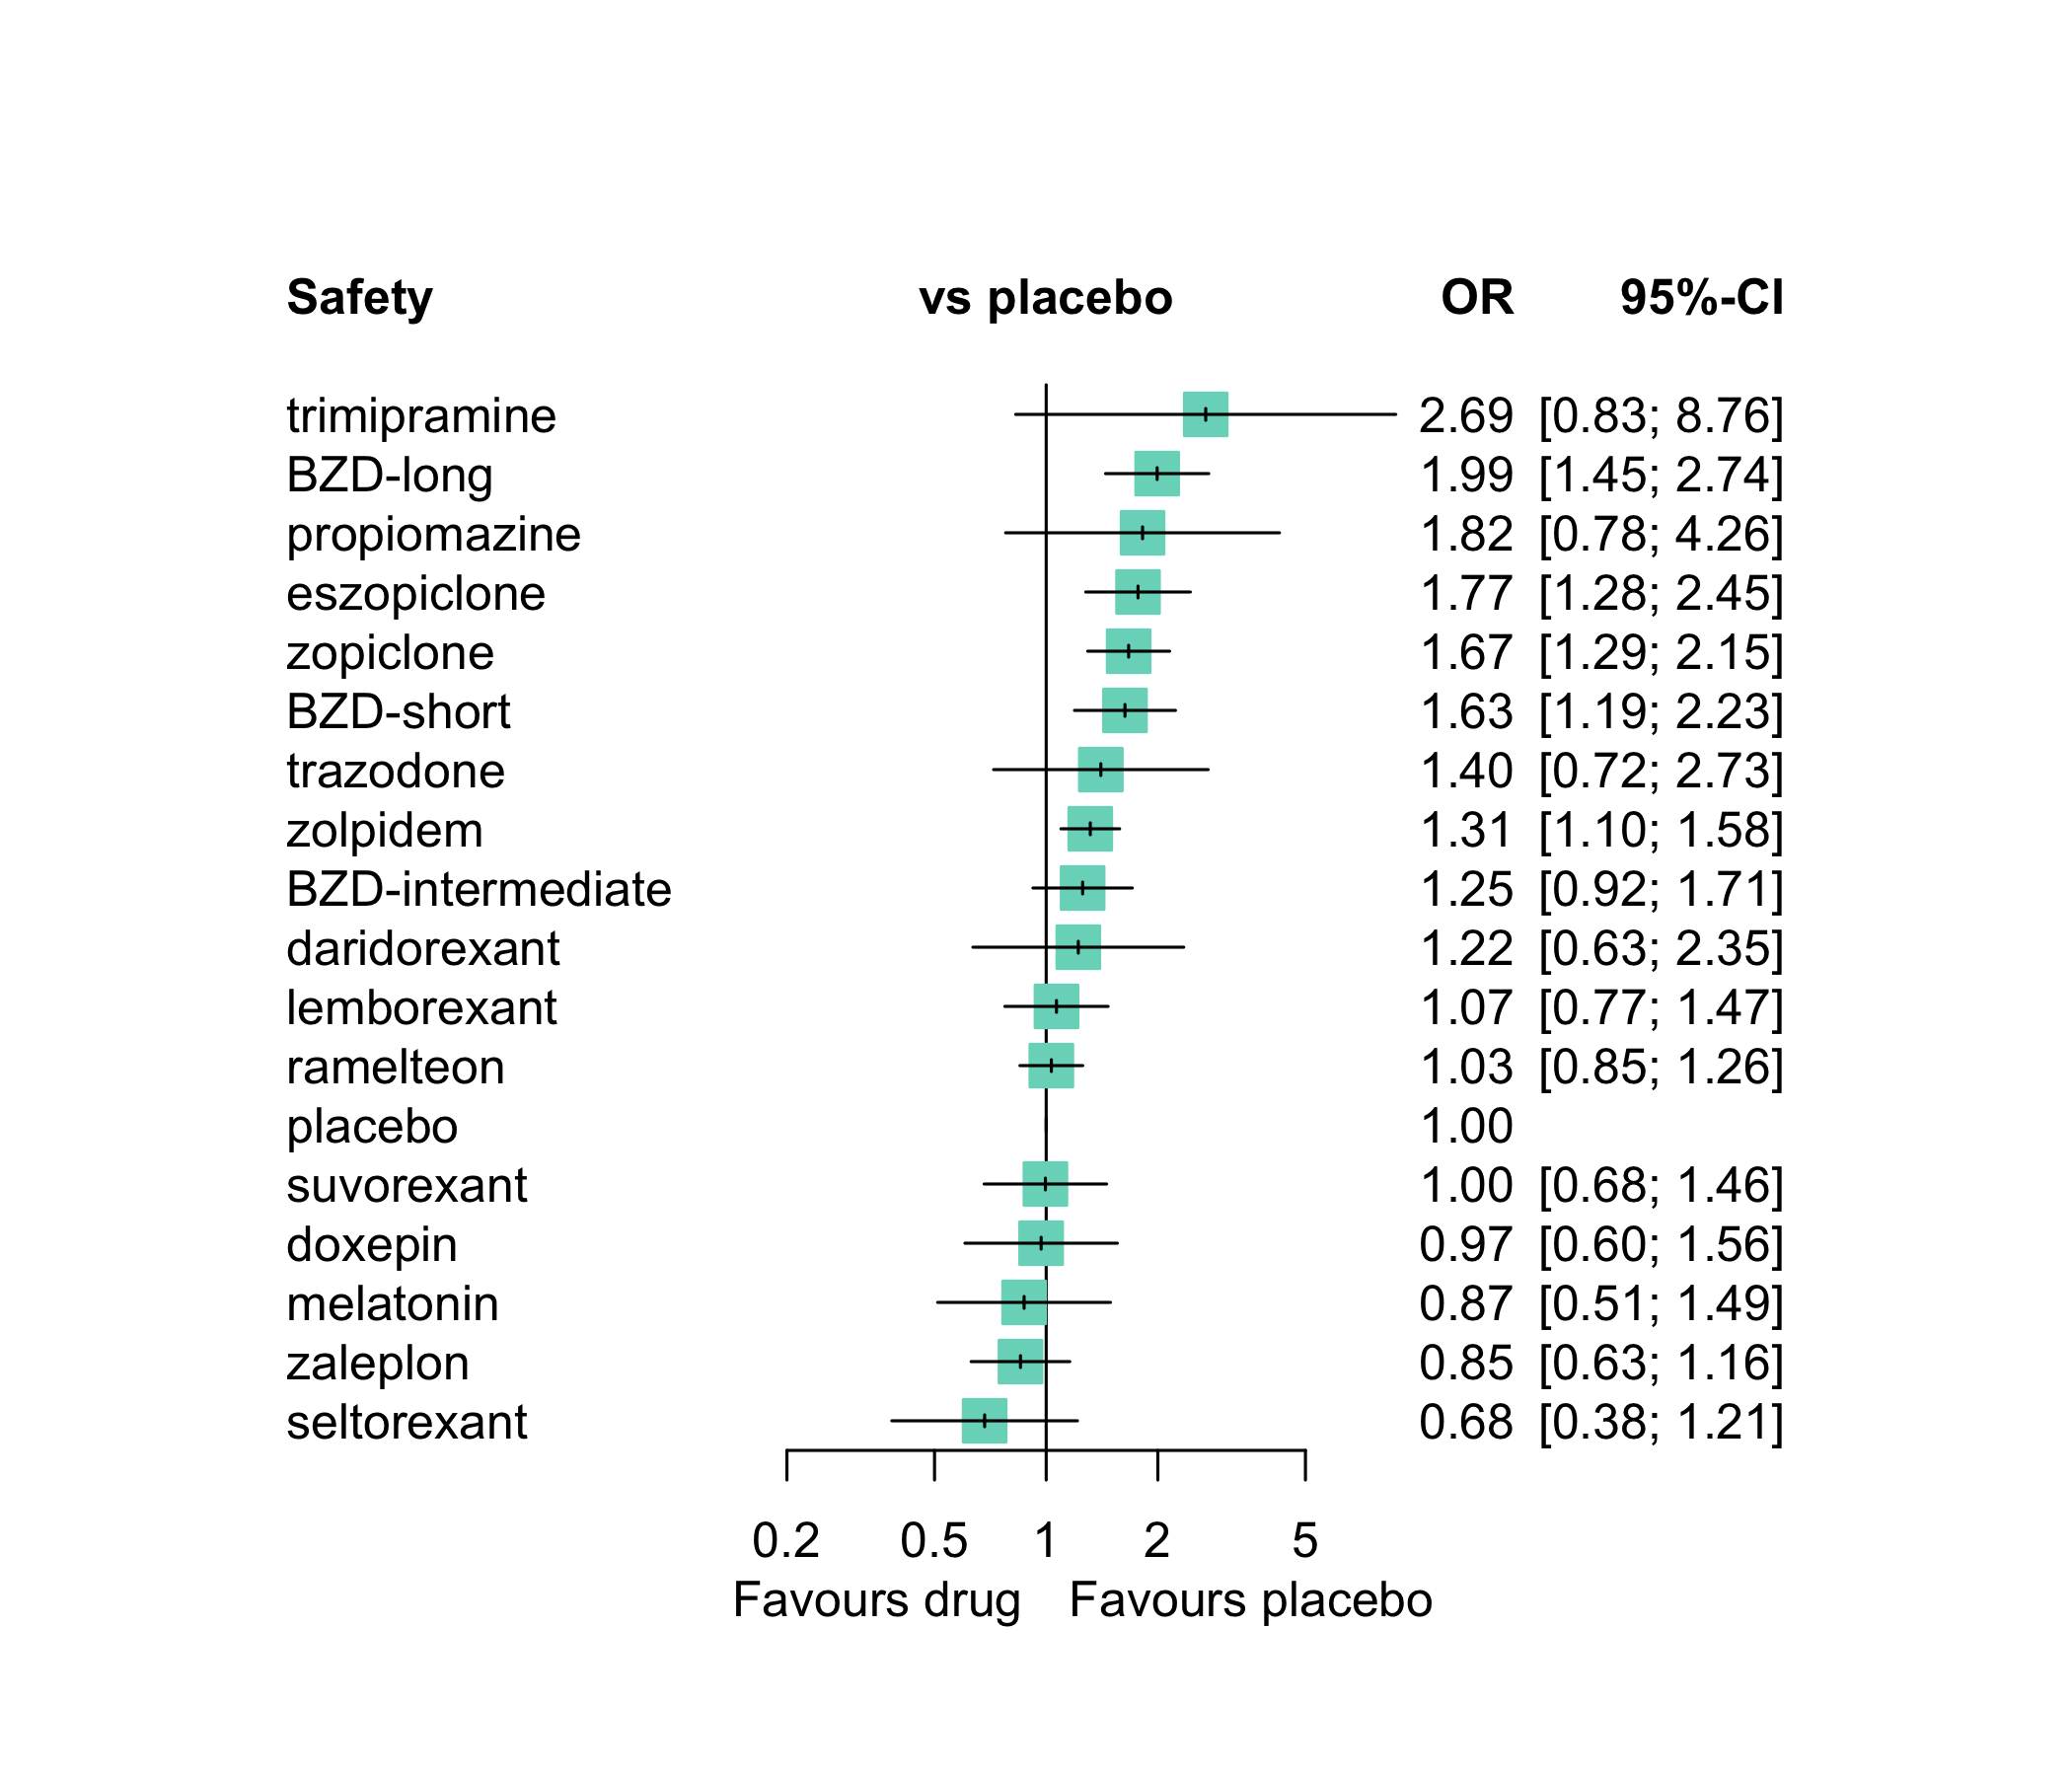 Safety vs placebo OR 95%-CI
trimipramine 2.69 [0.83; 8.76]
BZD-long 1.99 [1.45; 2.74]
propiomazine 1.82 [0.78; 4.26]
eszopiclone 1.77 [1.28; 2.45]
zopiclone 1.67 [1.29; 2.15]
BZD-short 1.63 [1.19; 2.23]
trazodone 1.40 [0.72; 2.73]
zolpidem 1.31 [1.10; 1.58]
BZD-intermediate 1.25 [0.92; 1.71]
daridorexant 1.22 [0.63; 2.35]
lemborexant 1.07 [0.77; 1.47]
ramelteon 1.03 [0.85; 1.26]
placebo 1.00
suvorexant 1.00 [0.68; 1.46]
doxepin 0.97 [0.60; 1.56]
melatonin 0.87 [0.51; 1.49]
zaleplon 0.85 [0.63; 1.16]
seltorexant 0.68 [0.38; 1.21]
0.2 0.5 1 2 5
Favours drug Favours placebo